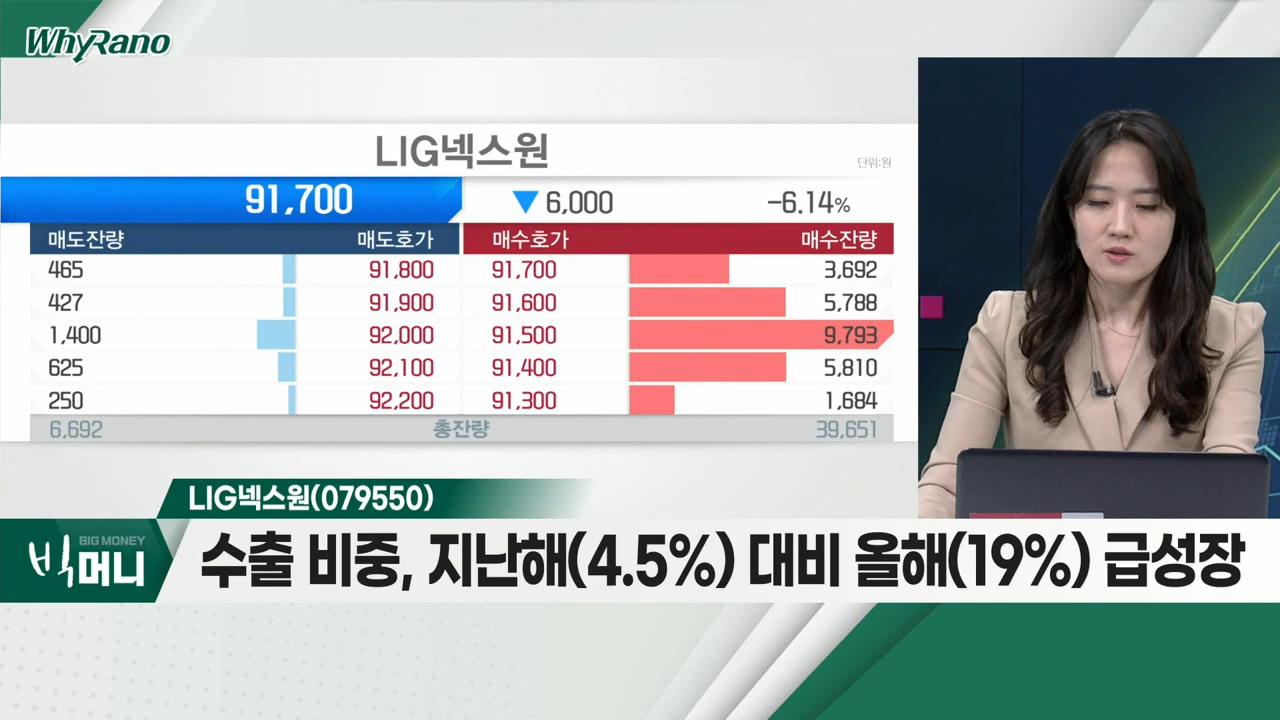 WhyRano
LIG넥스원
단위:원
91,700 ▼ 6,000 -6.14%
매도잔량 매도호가 매수호가 매수잔량
465 91,800 91,700 3,692
427 91,900 91,600 5,788
1,400 92,000 91,500 9,793
625 92,100 91,400 5,810
250 92,200 91,300 1,684
6,692 총잔량 39,651
LIG넥스원(079550)
BIG MONEY
빅머니
수출 비중, 지난해(4.5%) 대비 올해(19%) 급성장